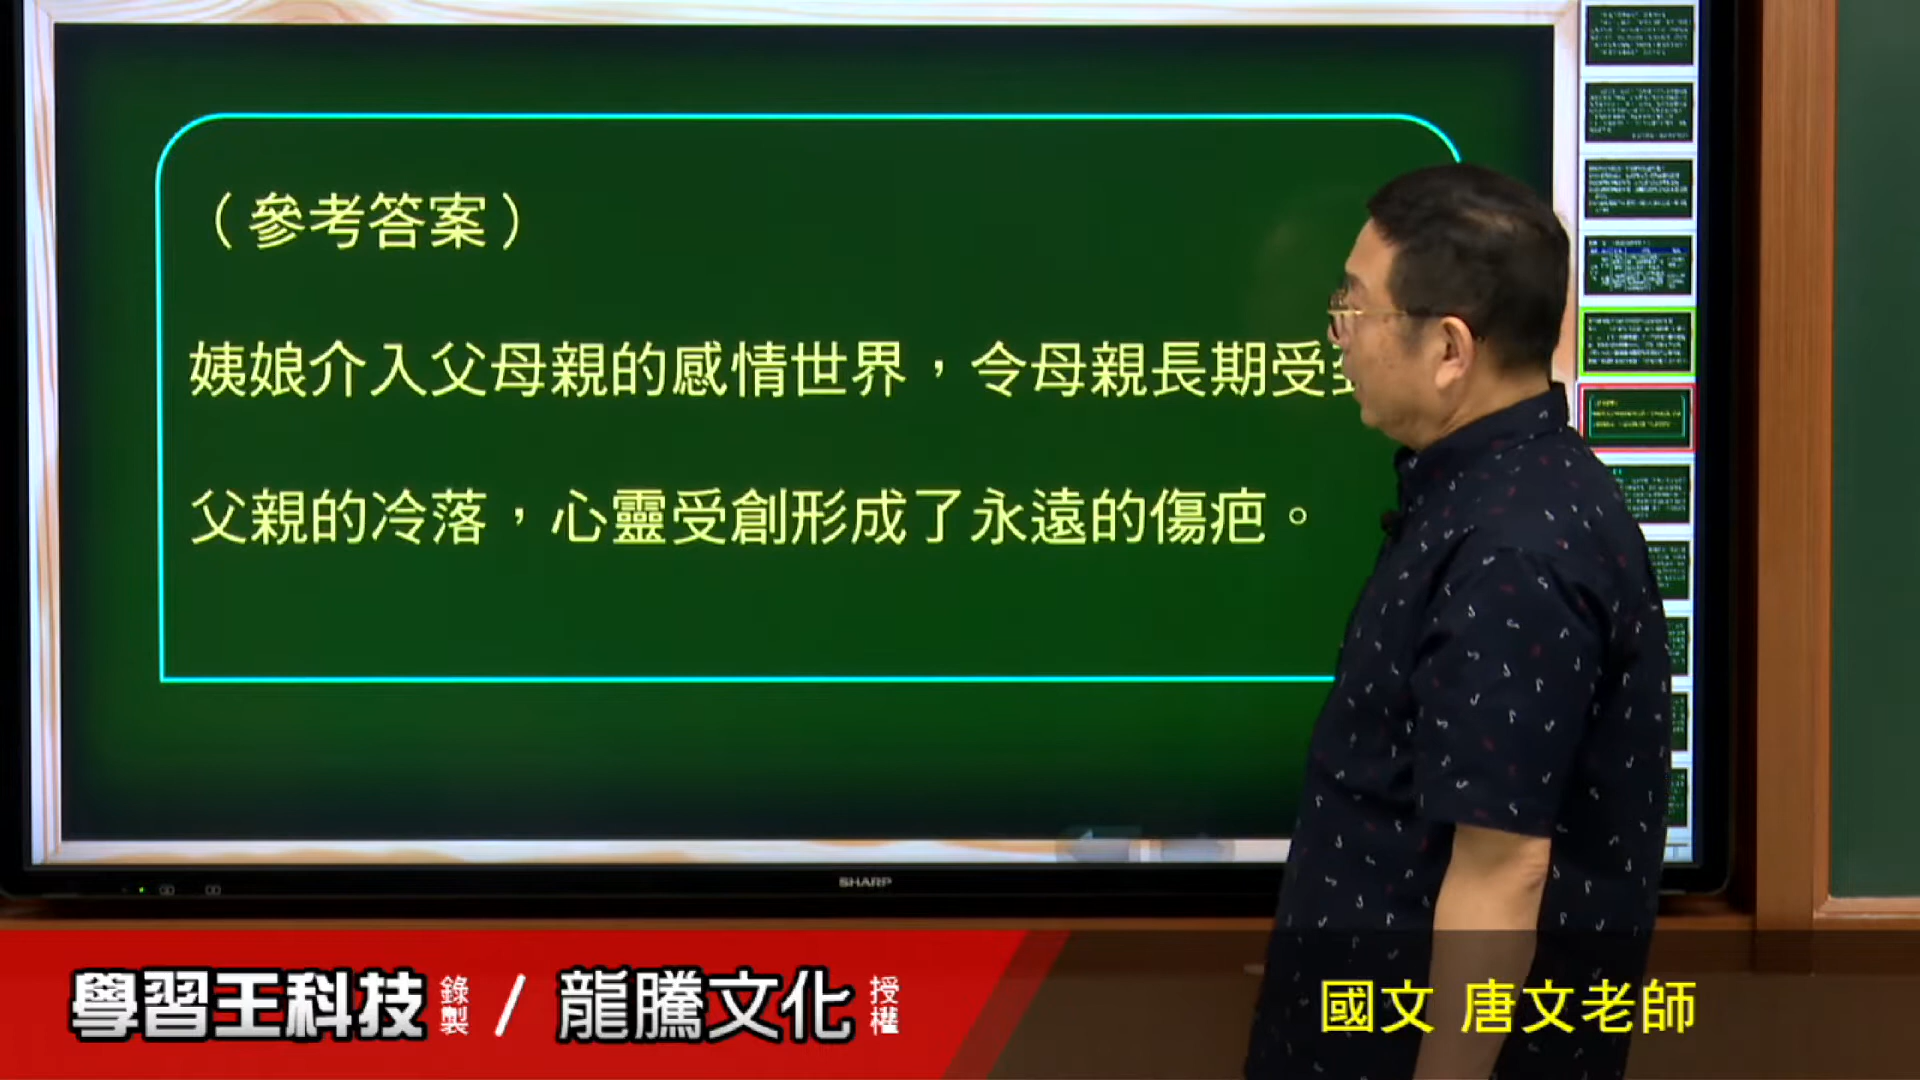 （參考答案）
姨娘介入父母親的感情世界，令母親長期受
父親的冷落，心靈受創形成了永遠的傷疤。
SHARP
學習王科技 錄製 / 龍騰文化 授權
國文 唐文老師